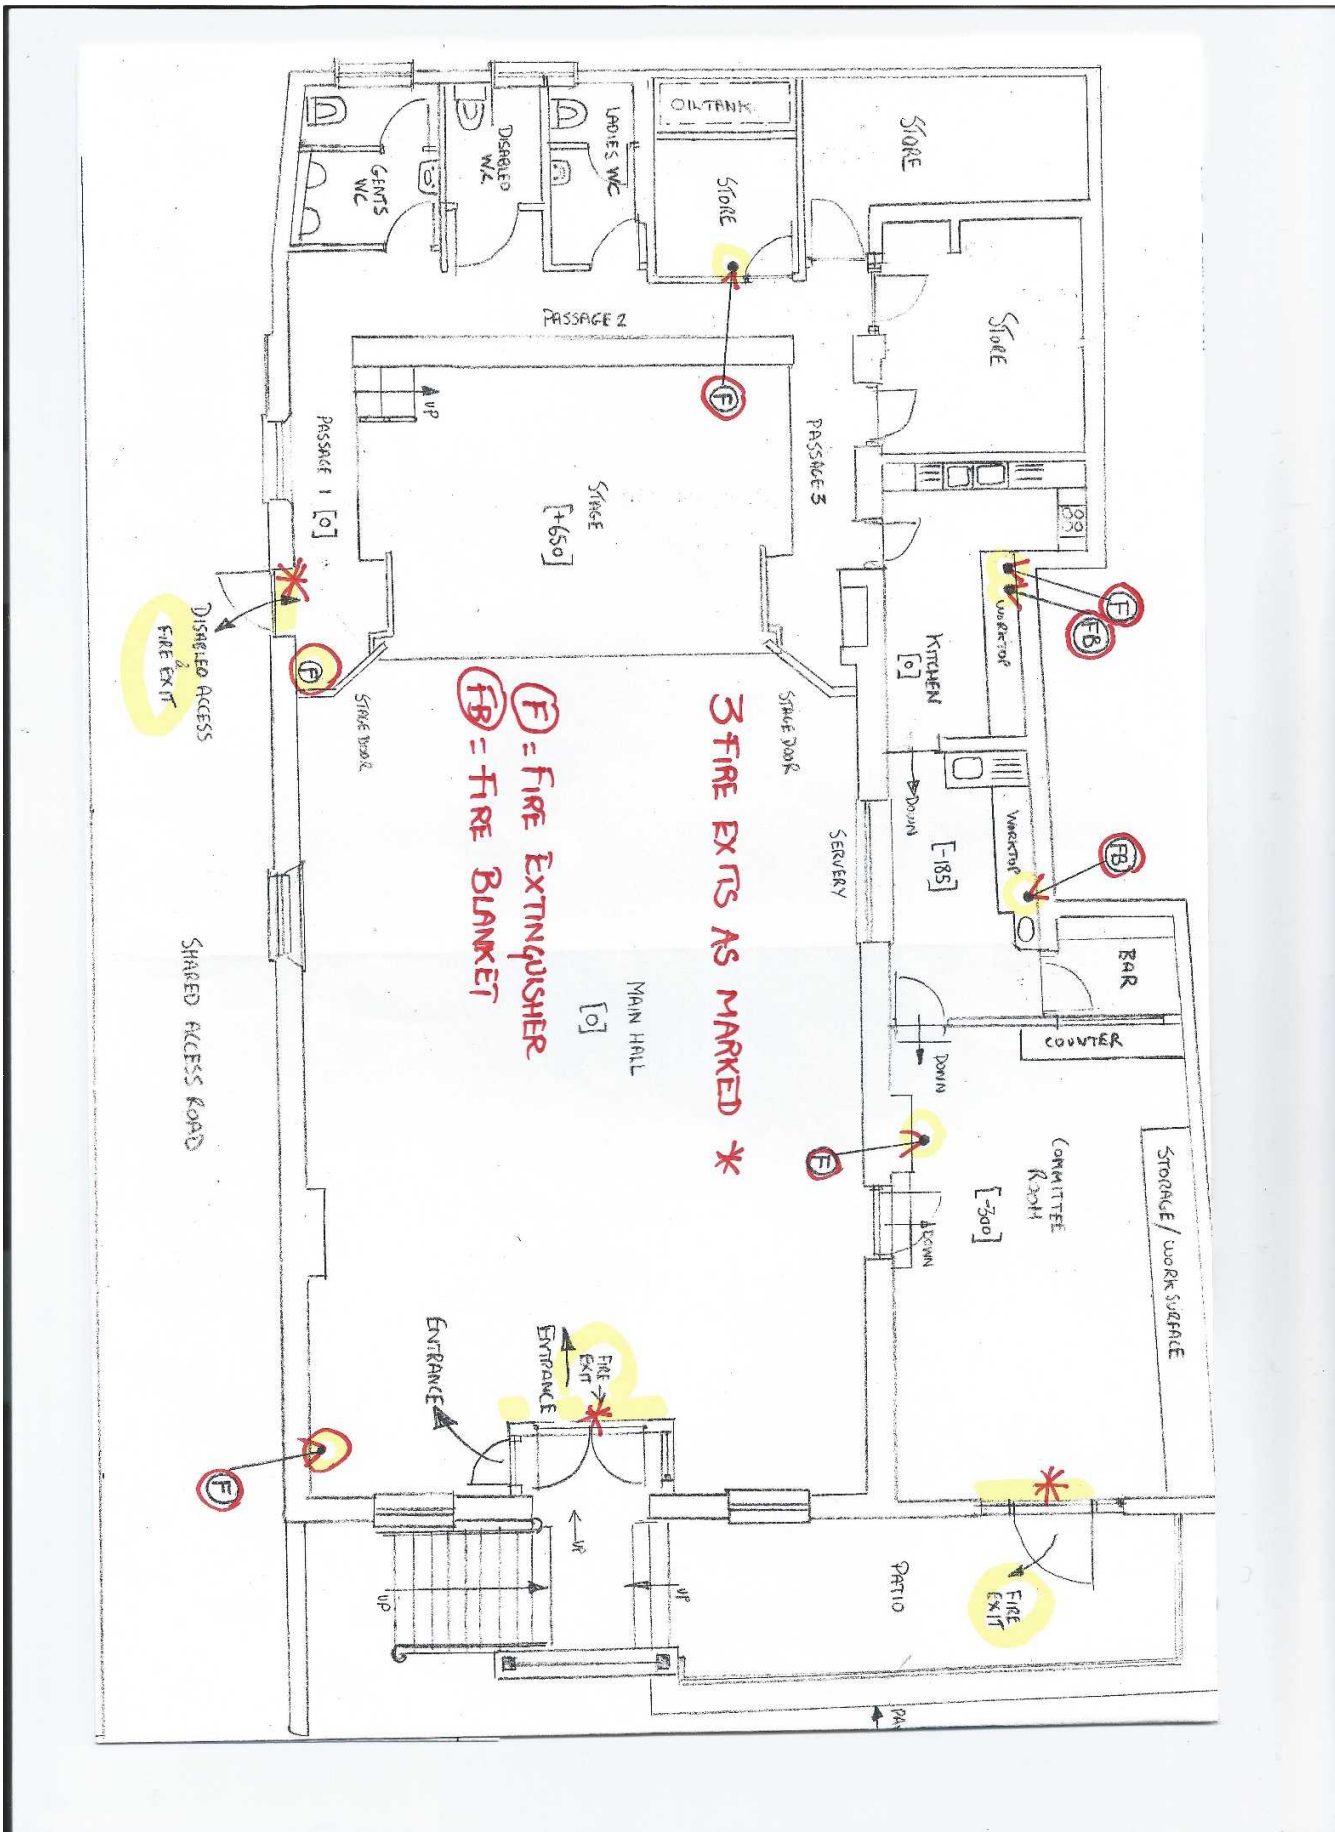 STORE
OIL TANK
STORE
STORE
LADIES WC
DISABLED
W.C
GENTS
WC
PASSAGE 2
PASSAGE 3
PASSAGE 1
[0]
UP
STAGE
[+650]
F
F
FB
WORKTOP
KITCHEN
[0]
DOWN
[-185]
WORKTOP
FB
BAR
COUNTER
SERVERY
STAGE DOOR
STAGE DOOR
F
DISABLED ACCESS
&
FIRE EXIT
3 FIRE EXITS AS MARKED *
F = FIRE EXTINGUISHER
FB = FIRE BLANKET
MAIN HALL
[0]
DOWN
F
DOWN
COMMITTEE
ROOM
[-300]
STORAGE / WORK SURFACE
FIRE
EXIT
ENTRANCE
ENTRANCE
F
UP
UP
UP
PATIO
FIRE
EXIT
SHARED ACCESS ROAD